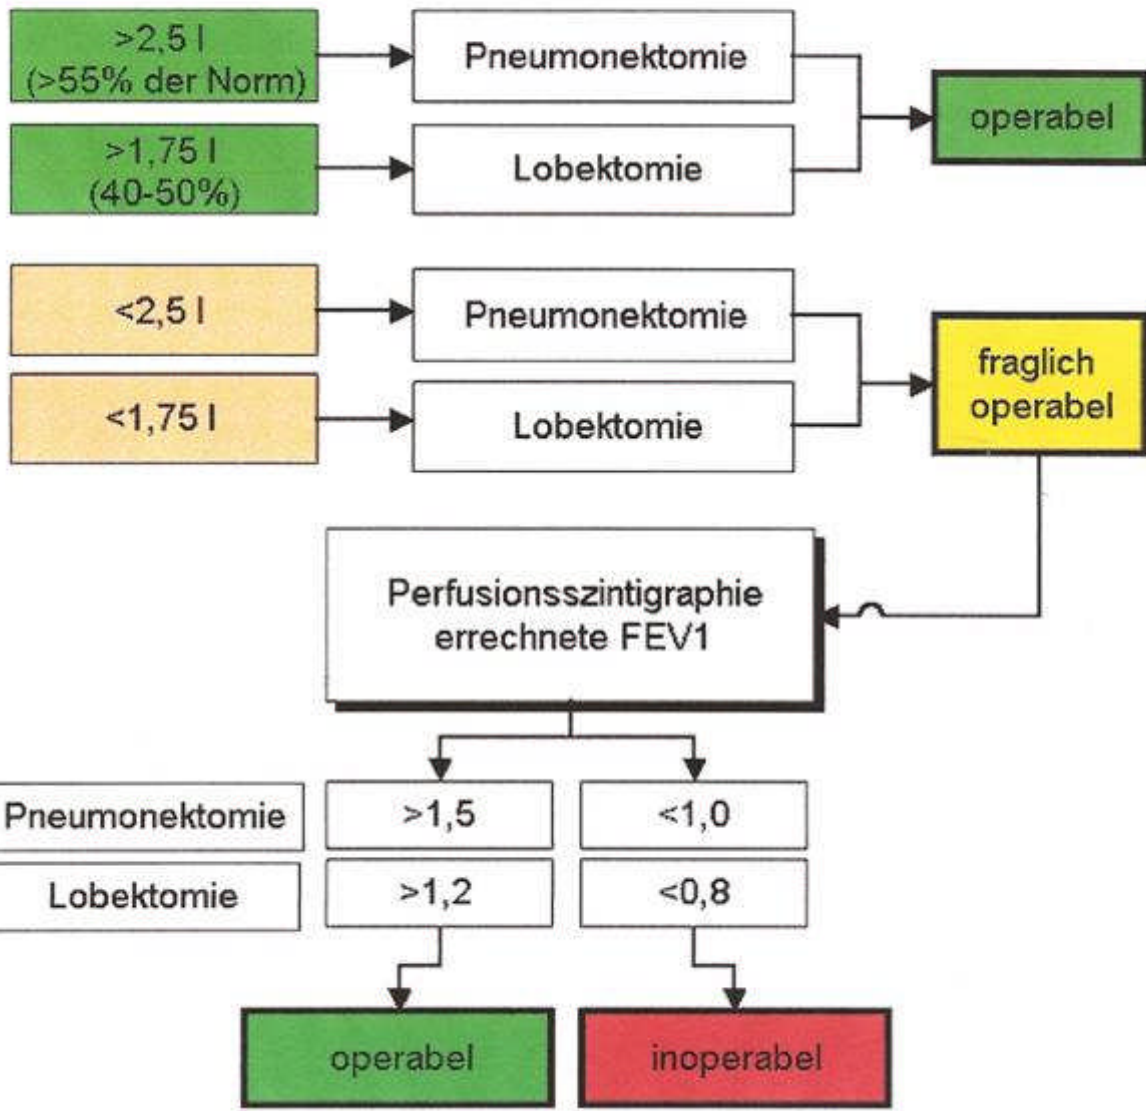 >2,5 l
(>55% der Norm)
Pneumonektomie
operabel
>1,75 l
(40-50%)
Lobektomie
<2,5 l
Pneumonektomie
fraglich
operabel
<1,75 l
Lobektomie
Perfusionsszintigraphie
errechnete FEV1
Pneumonektomie
>1,5
<1,0
Lobektomie
>1,2
<0,8
operabel
inoperabel